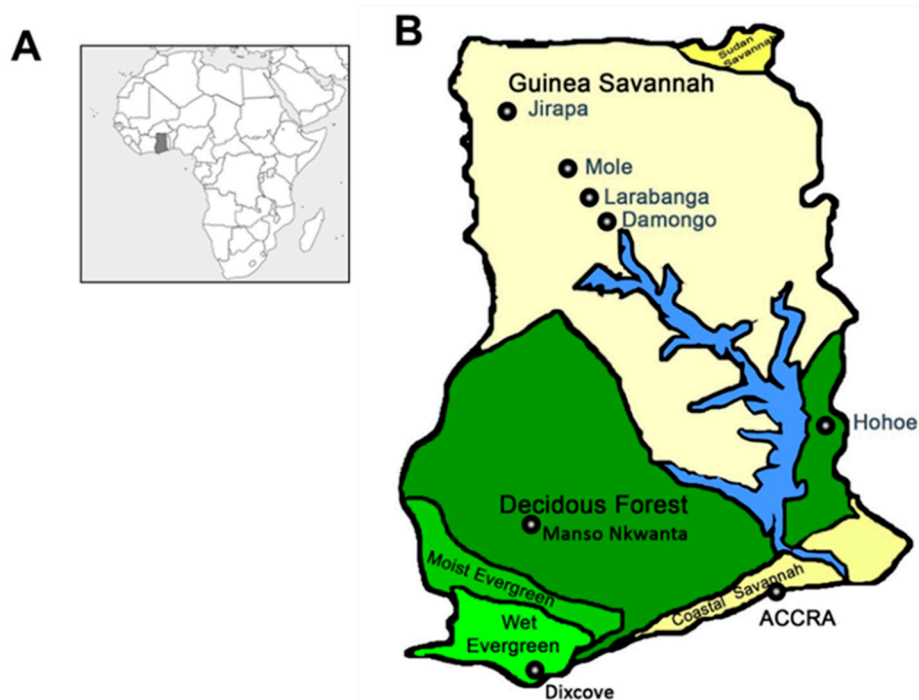 A
B
Sudan
Savannah
Guinea Savannah
Jirapa
Mole
Larabanga
Damongo
Hohoe
Decidous Forest
Manso Nkwanta
Moist Evergreen
Coastal Savannah
ACCRA
Wet
Evergreen
Dixcove